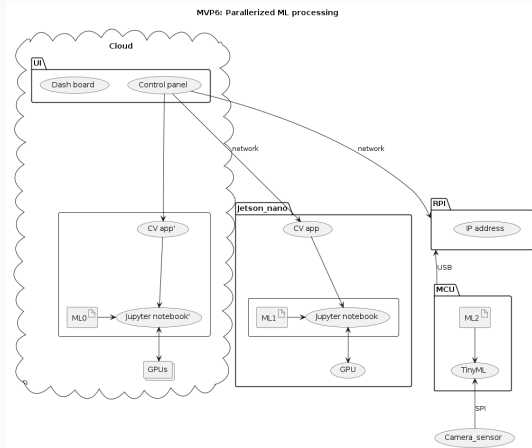 MVP6: Parallerized ML processing
Cloud
UI
Dash board
Control panel
network
network
Jetson_nano
RPI
CV app'
CV app
IP address
USB
MCU
ML0
Jupyter notebook'
ML1
Jupyter notebook
ML2
GPUs
GPU
TinyML
SPI
Camera_sensor